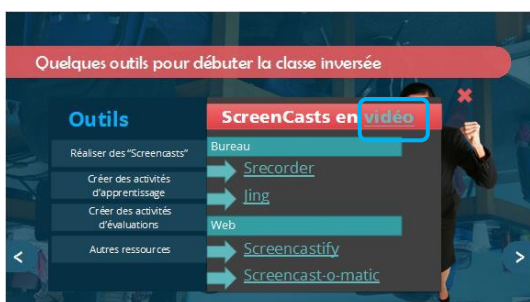 Quelques outils pour débuter la classe inversée
Outils
Réaliser des "Screencasts"
Créer des activités
d'apprentissage
Créer des activités
d'évaluations
Autres ressources
ScreenCasts en vidéo
Bureau
Srecorder
Jing
Web
Screencastify
Screencast-o-matic